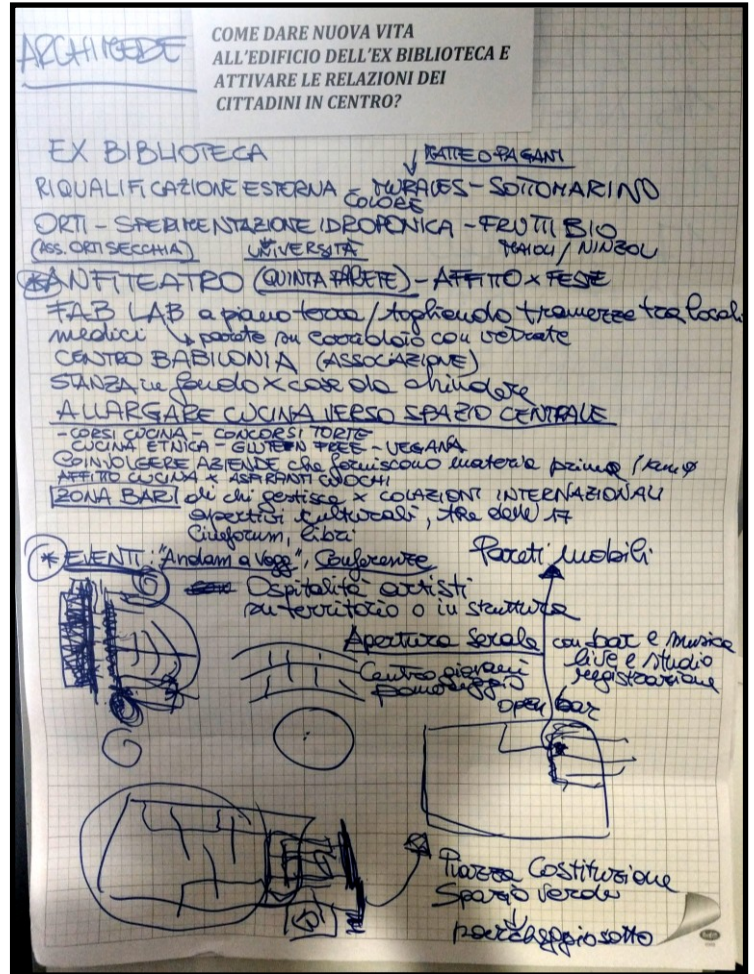 ARCHIMEDE
COME DARE NUOVA VITA
ALL'EDIFICIO DELL'EX BIBLIOTECA E
ATTIVARE LE RELAZIONI DEI
CITTADINI IN CENTRO?
EX BIBLIOTECA
MATTEO PAGANI
RIQUALIFICAZIONE ESTERNA MURALES - SOTTOMARINO
COLORE
ORTI - SPERIMENTAZIONE IDROPONICA - FRUTTI BIO
(ASS. ORTI SECCHIA) UNIVERSITÀ
* ANFITEATRO (QUINTA PARETE) - AFFITTO x FESTE
FAB LAB a piano terra / togliendo tramezze tra locali
medici parete su corridoio con vetrate
CENTRO BABILONIA (ASSOCIAZIONE)
STANZA in fondo x cose da chiudere
ALLARGARE CUCINA VERSO SPAZIO CENTRALE
- CORSI CUCINA - CONCORSI TORTE
CUCINA ETNICA - GLUTEN FREE - VEGANA
COINVOLGERE AZIENDE che forniscono materia prima / km ø
AFFITTO CUCINA x ASPIRANTI CUOCHI
ZONA BAR di chi gestisce x COLAZIONI INTERNAZIONALI
aperitivi culturali, the delle 17
Cineforum, libri
* EVENTI: "Andam a Vegg", Conferenze
Pareti mobili
Ospitalità artisti
su territorio o in struttura
Apertura Serale con bar e musica
live e studio
registrazione
Centro giovani
pomeriggio
open bar
Piazza Costituzione
Spazio verde
parcheggio sotto